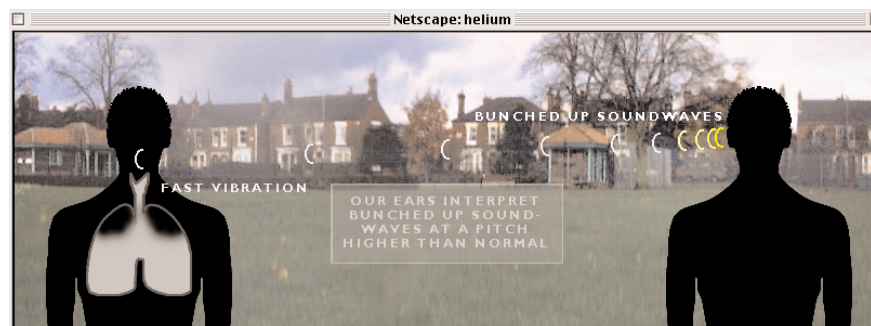 Netscape: helium
BUNCHED UP SOUNDWAVES
FAST VIBRATION
OUR EARS INTERPRET
BUNCHED UP SOUND-
WAVES AT A PITCH
HIGHER THAN NORMAL